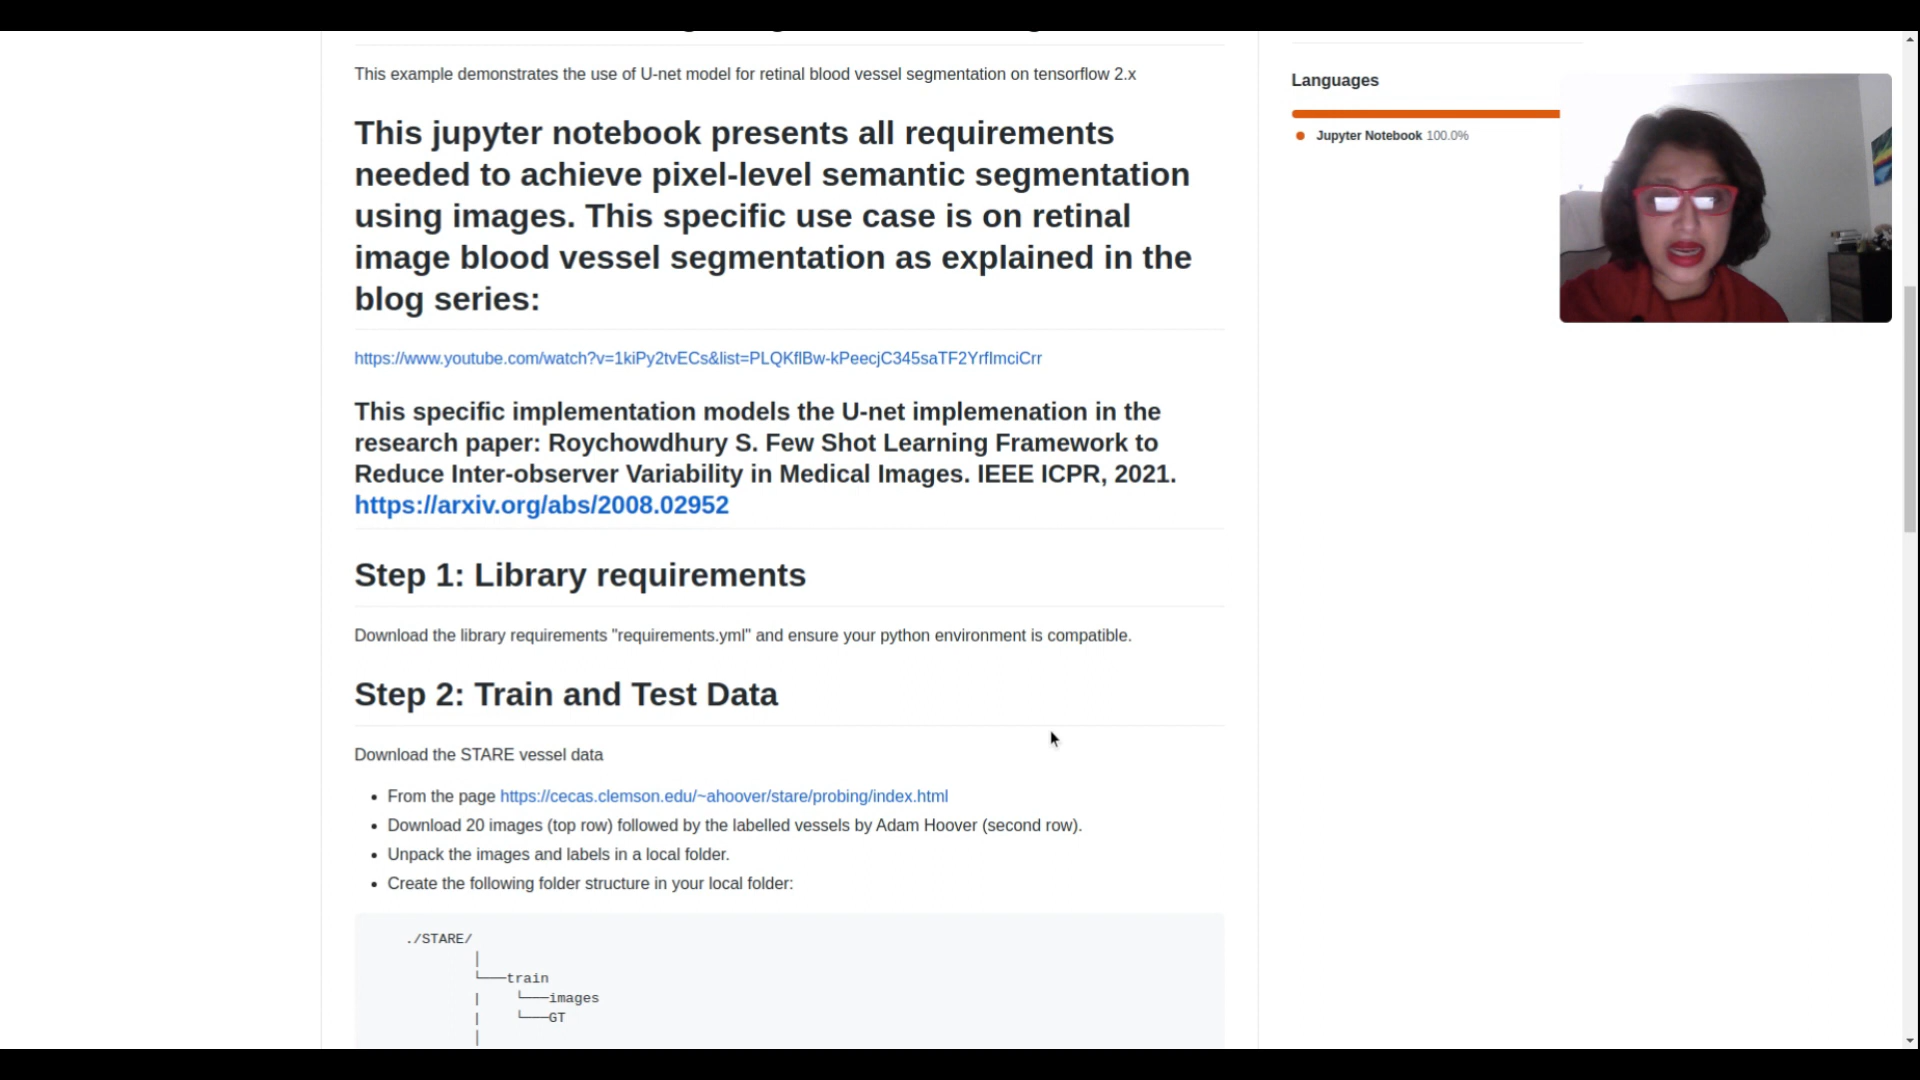 This example demonstrates the use of U-net model for retinal blood vessel segmentation on tensorflow 2.x
This jupyter notebook presents all requirements
needed to achieve pixel-level semantic segmentation
using images. This specific use case is on retinal
image blood vessel segmentation as explained in the
blog series:
https://www.youtube.com/watch?v=1kiPy2tvECs&list=PLQKflBw-kPeecjC345saTF2YrfImciCrr
This specific implementation models the U-net implemenation in the
research paper: Roychowdhury S. Few Shot Learning Framework to
Reduce Inter-observer Variability in Medical Images. IEEE ICPR, 2021.
https://arxiv.org/abs/2008.02952
Step 1: Library requirements
Download the library requirements "requirements.yml" and ensure your python environment is compatible.
Step 2: Train and Test Data
Download the STARE vessel data
• From the page https://cecas.clemson.edu/~ahoover/stare/probing/index.html
• Download 20 images (top row) followed by the labelled vessels by Adam Hoover (second row).
• Unpack the images and labels in a local folder.
• Create the following folder structure in your local folder:
./STARE/
│
└───train
|    └───images
|    └───GT
│
Languages
Jupyter Notebook 100.0%